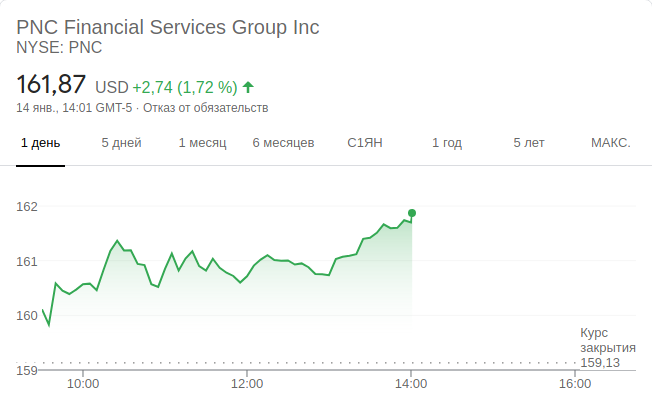 PNC Financial Services Group Inc
NYSE: PNC
161,87 USD +2,74 (1,72 %)
14 янв., 14:01 GMT-5 · Отказ от обязательств
1 день 5 дней 1 месяц 6 месяцев С1ЯН 1 год 5 лет МАКС.
162
161
160
Курс
закрытия
159,13
159
10:00 12:00 14:00 16:00